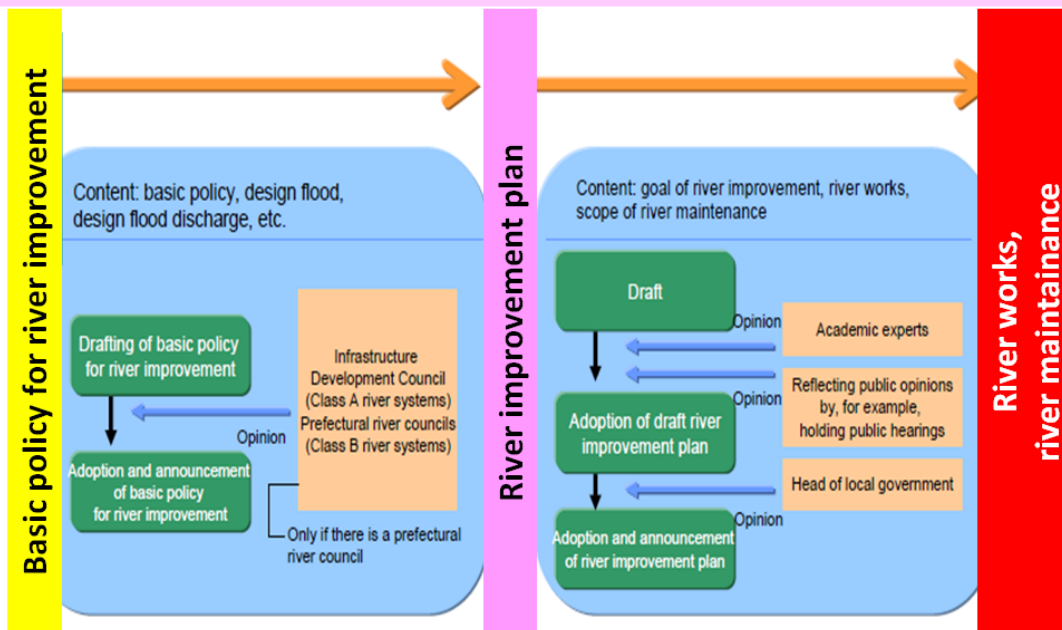 Basic policy for river improvement
Content: basic policy, design flood,
design flood discharge, etc.
Drafting of basic policy
for river improvement
Opinion
Infrastructure
Development Council
(Class A river systems)
Prefectural river councils
(Class B river systems)
Adoption and announcement
of basic policy
for river improvement
Only if there is a prefectural
river council
River improvement plan
Content: goal of river improvement, river works,
scope of river maintenance
Draft
Opinion
Academic experts
Opinion
Reflecting public opinions
by, for example,
holding public hearings
Adoption of draft river
improvement plan
Head of local government
Opinion
Adoption and announcement
of river improvement plan
River works,
river maintainance